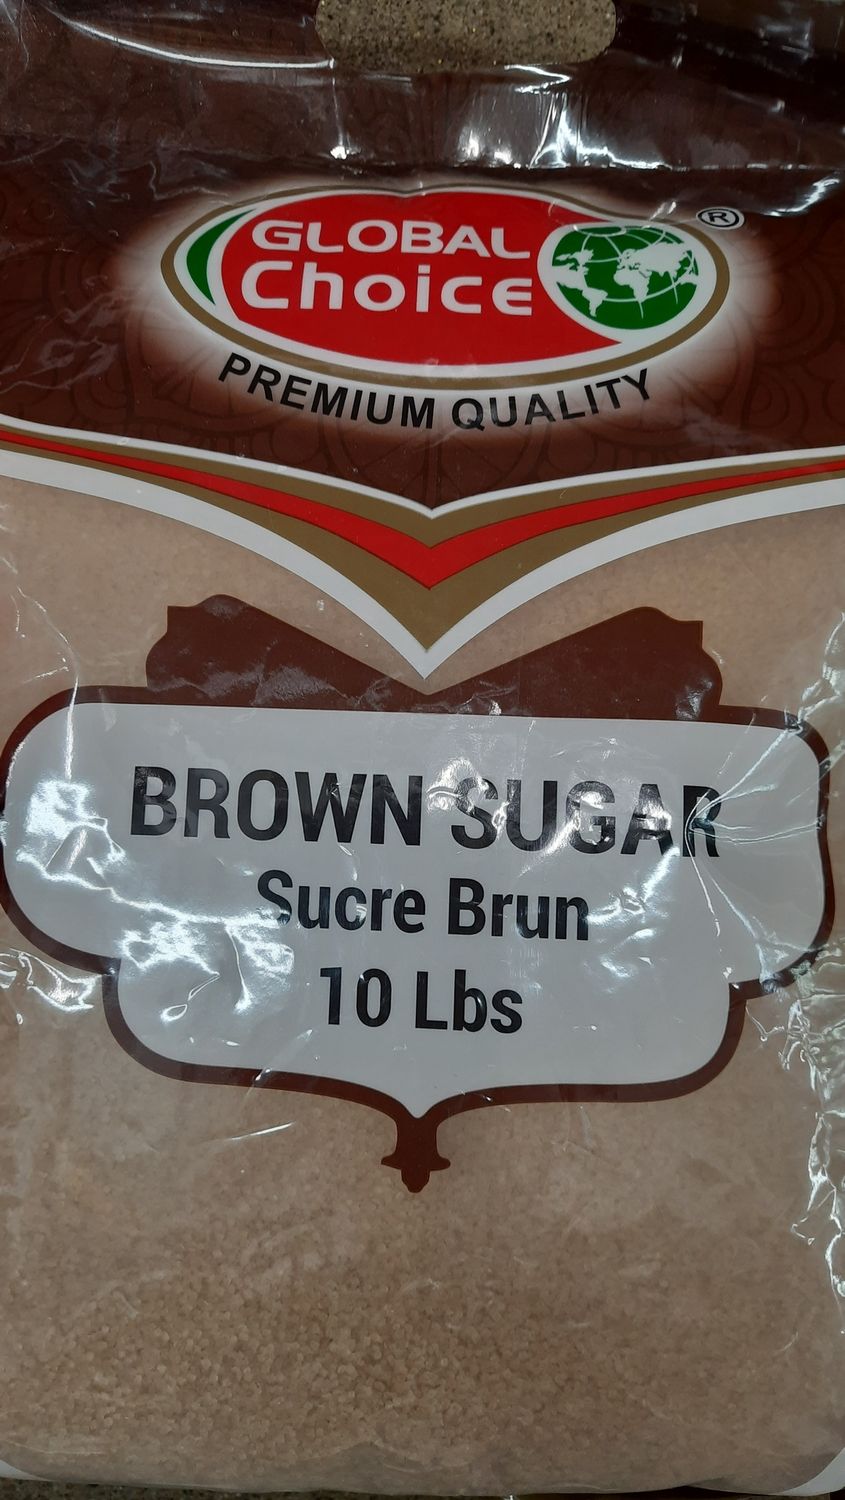 GLOBAL
Choice
®
PREMIUM QUALITY
BROWN SUGAR
Sucre Brun
10 Lbs